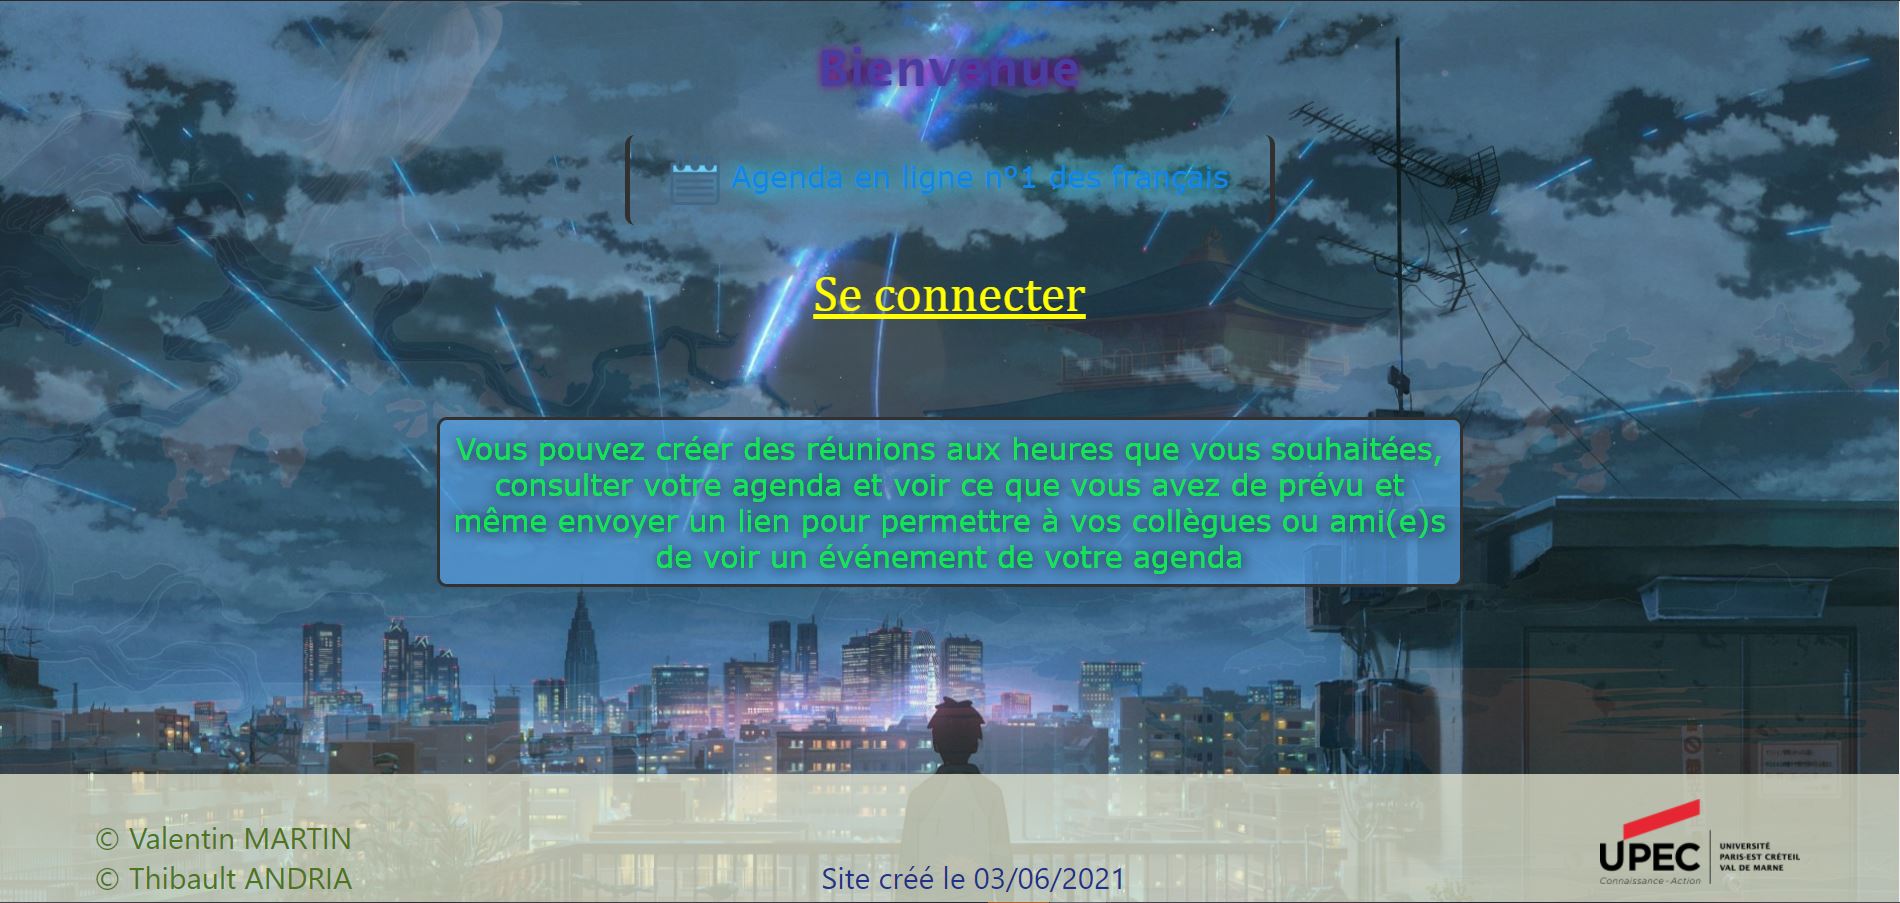 Bienvenue
Agenda en ligne n°1 des français
Se connecter
Vous pouvez créer des réunions aux heures que vous souhaitées,
consulter votre agenda et voir ce que vous avez de prévu et
même envoyer un lien pour permettre à vos collègues ou ami(e)s
de voir un événement de votre agenda
© Valentin MARTIN
© Thibault ANDRIA
Site créé le 03/06/2021
UPEC
Connaissance - Action
UNIVERSITÉ
PARIS-EST CRÉTEIL
VAL DE MARNE